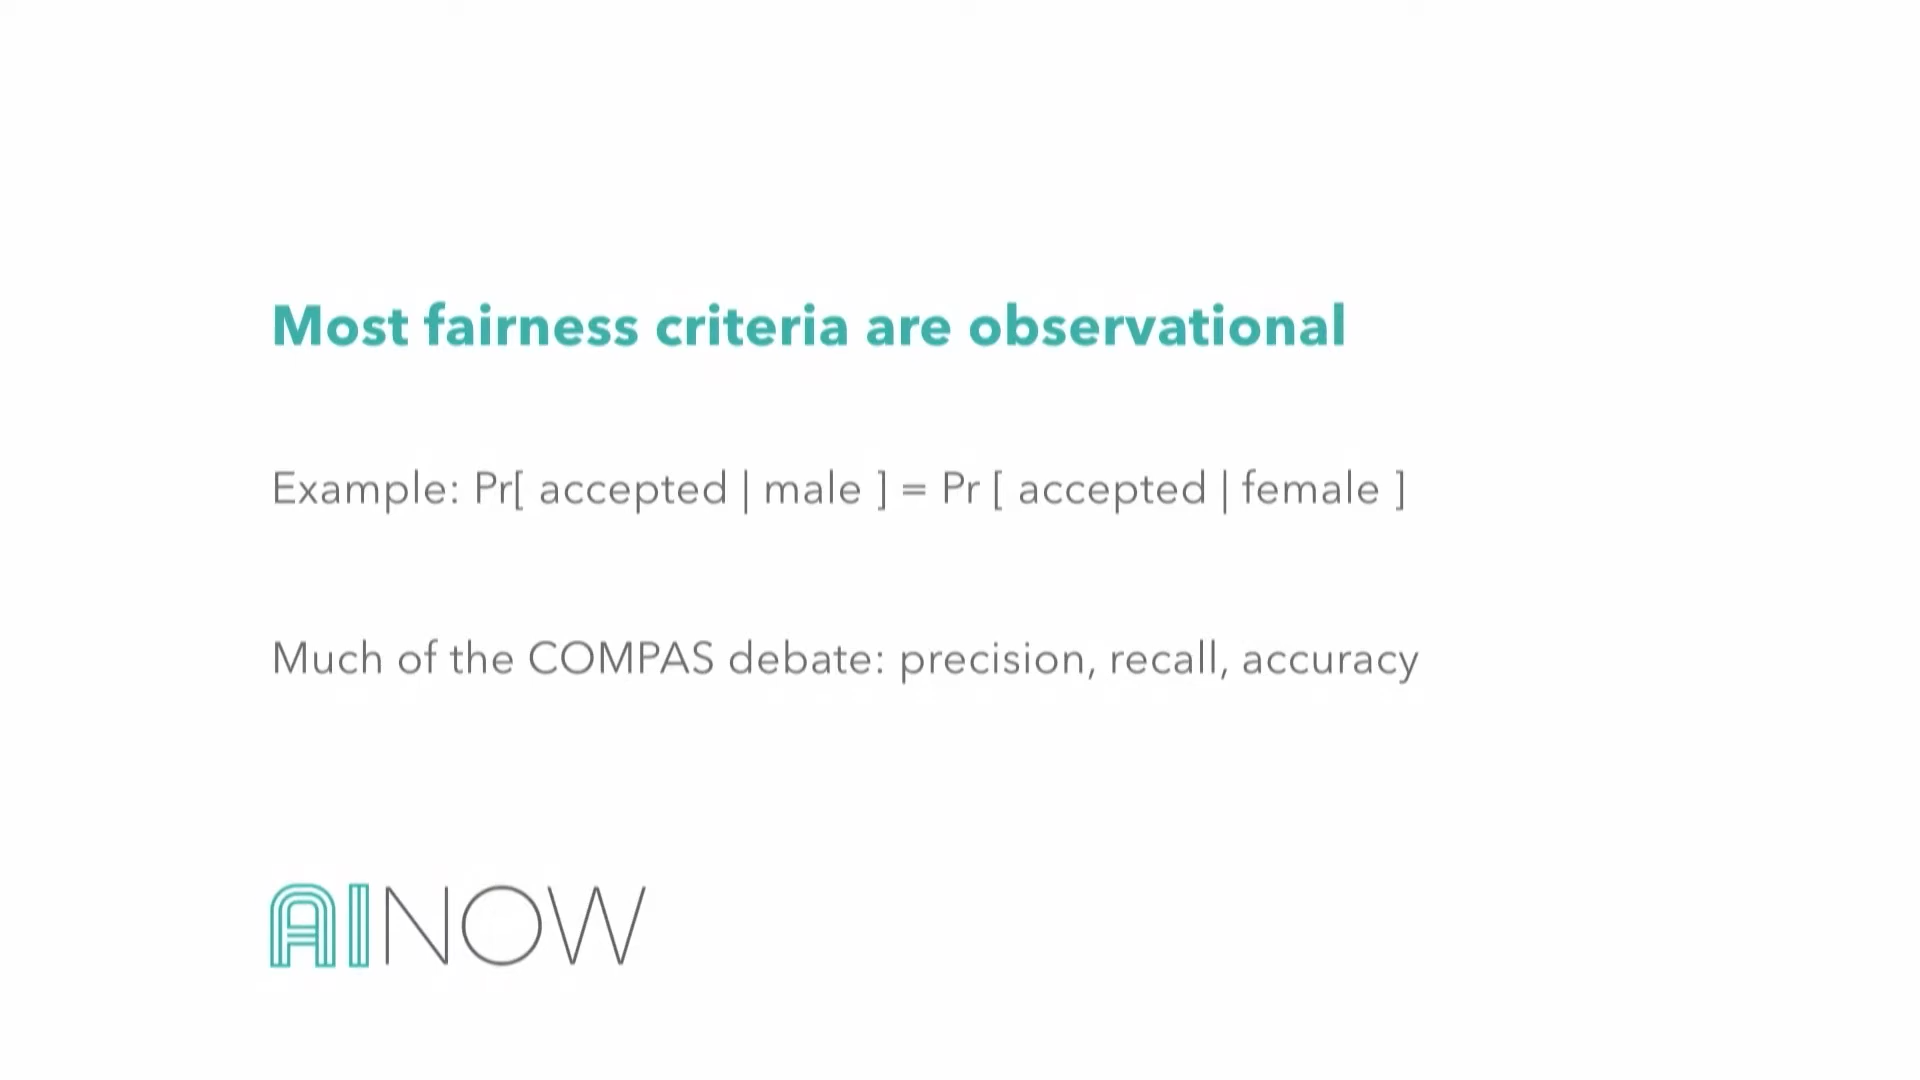 Most fairness criteria are observational
Example: Pr[ accepted | male ] = Pr [ accepted | female ]
Much of the COMPAS debate: precision, recall, accuracy
AINOW